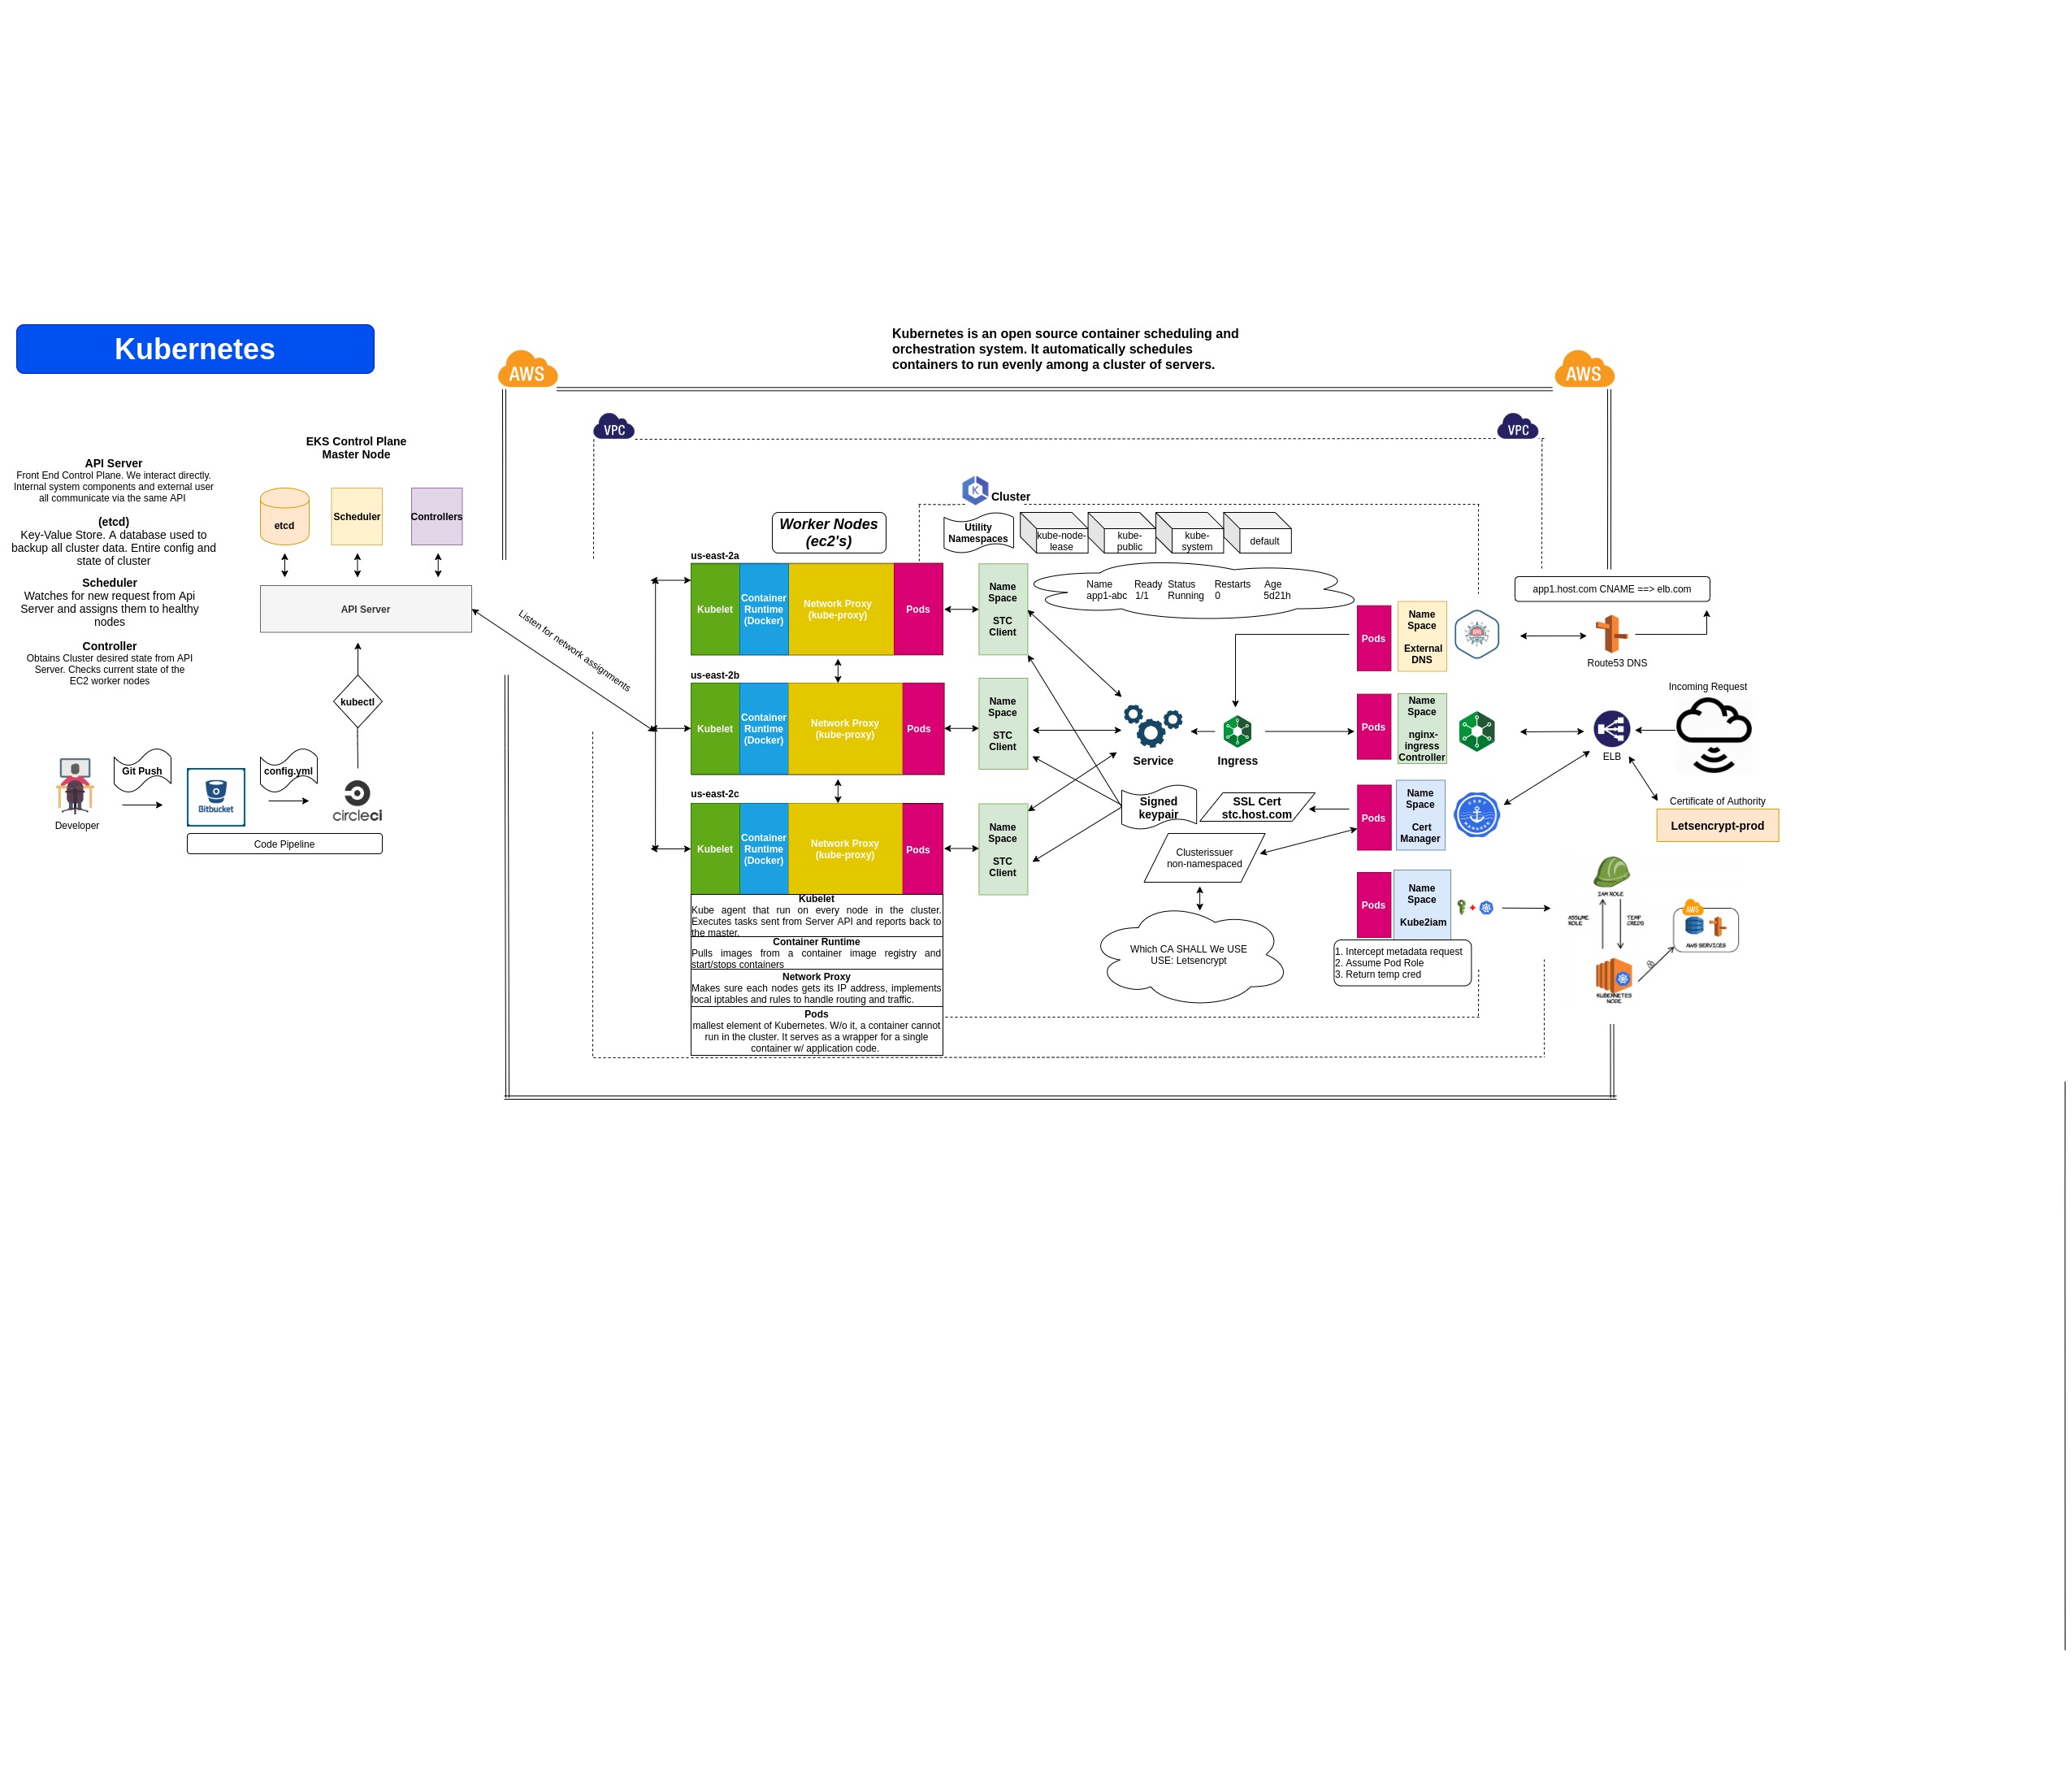 Kubernetes
Kubernetes is an open source container scheduling and
orchestration system. It automatically schedules
containers to run evenly among a cluster of servers.
AWS
AWS
VPC
VPC
EKS Control Plane
Master Node
API Server
Front End Control Plane. We interact directly.
Internal system components and external user
all communicate via the same API
(etcd)
Key-Value Store. A database used to
backup all cluster data. Entire config and
state of cluster
Scheduler
Watches for new request from Api
Server and assigns them to healthy
nodes
Controller
Obtains Cluster desired state from API
Server. Checks current state of the
EC2 worker nodes
etcd
Scheduler
Controllers
API Server
kubectl
Developer
Git Push
Bitbucket
config.yml
circleci
Code Pipeline
Listen for network assignments
Worker Nodes
(ec2's)
us-east-2a
Kubelet
Container
Runtime
(Docker)
Network Proxy
(kube-proxy)
Pods
us-east-2b
Kubelet
Container
Runtime
(Docker)
Network Proxy
(kube-proxy)
Pods
us-east-2c
Kubelet
Container
Runtime
(Docker)
Network Proxy
(kube-proxy)
Pods
Kubelet
Kube agent that run on every node in the cluster.
Executes tasks sent from Server API and reports back to
the master.
Container Runtime
Pulls images from a container image registry and
start/stops containers
Network Proxy
Makes sure each nodes gets its IP address, implements
local iptables and rules to handle routing and traffic.
Pods
mallest element of Kubernetes. W/o it, a container cannot
run in the cluster. It serves as a wrapper for a single
container w/ application code.
K
Cluster
Utility
Namespaces
kube-node-
lease
kube-
public
kube-
system
default
Name Ready Status Restarts Age
app1-abc 1/1 Running 0 5d21h
Name
Space
STC
Client
Name
Space
STC
Client
Name
Space
STC
Client
Service
Ingress
Signed
keypair
SSL Cert
stc.host.com
Clusterissuer
non-namespaced
Which CA SHALL We USE
USE: Letsencrypt
Pods
Name
Space
External
DNS
Pods
Name
Space
nginx-
ingress
Controller
Pods
Name
Space
Cert
Manager
Pods
Name
Space
Kube2iam
1. Intercept metadata request
2. Assume Pod Role
3. Return temp cred
app1.host.com CNAME ==> elb.com
Route53 DNS
Incoming Request
ELB
Certificate of Authority
Letsencrypt-prod
CERT
MANAGER
IAM ROLE
ASSUME
ROLE
TEMP
CREDS
AWS
AWS SERVICES
KUBERNETES
NODE